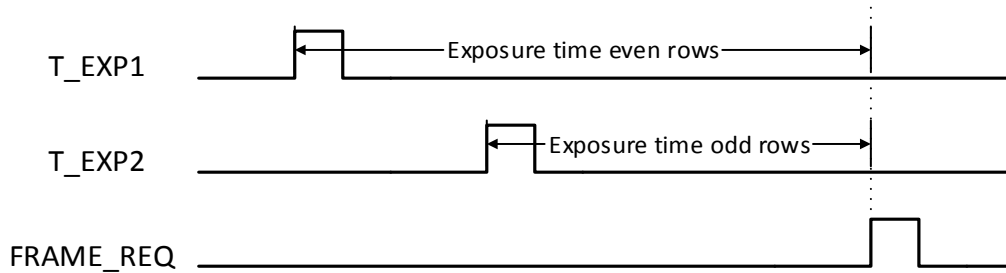 Exposure time even rows
T_EXP1
Exposure time odd rows
T_EXP2
FRAME_REQ